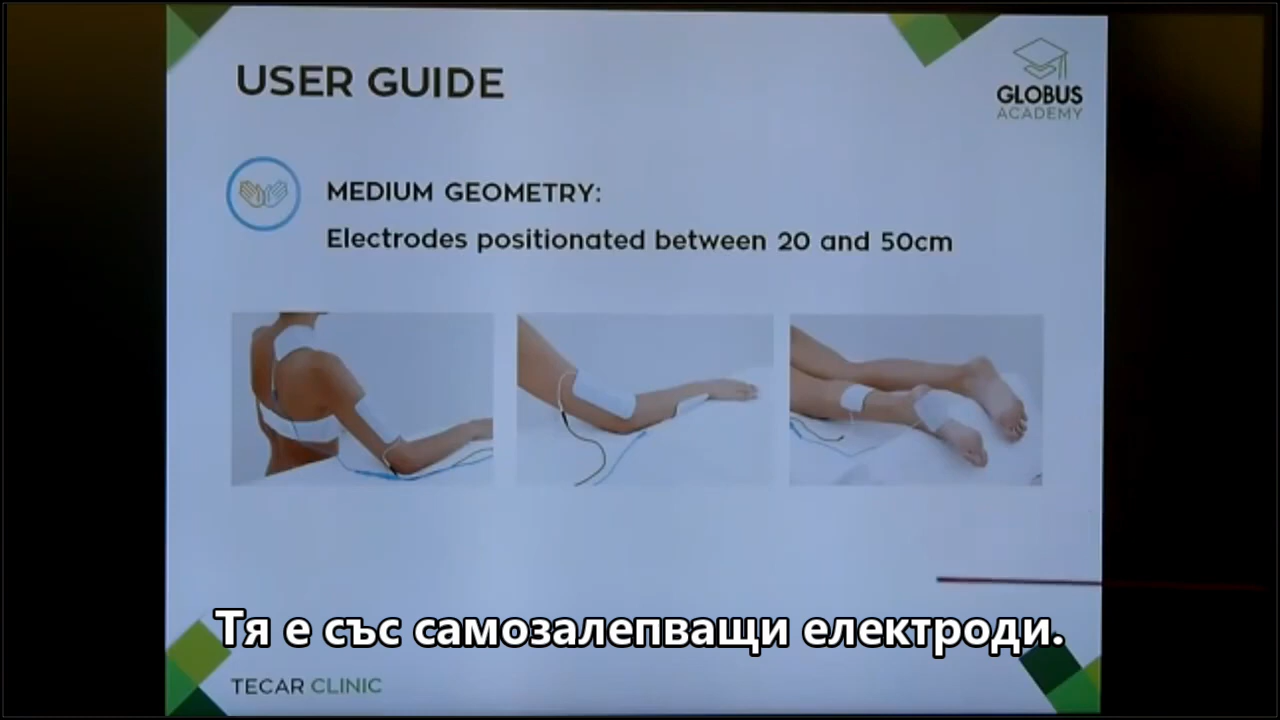 USER GUIDE
GLOBUS
ACADEMY
MEDIUM GEOMETRY:
Electrodes positionated between 20 and 50cm
Тя е със самозалепващи електроди.
TECAR CLINIC